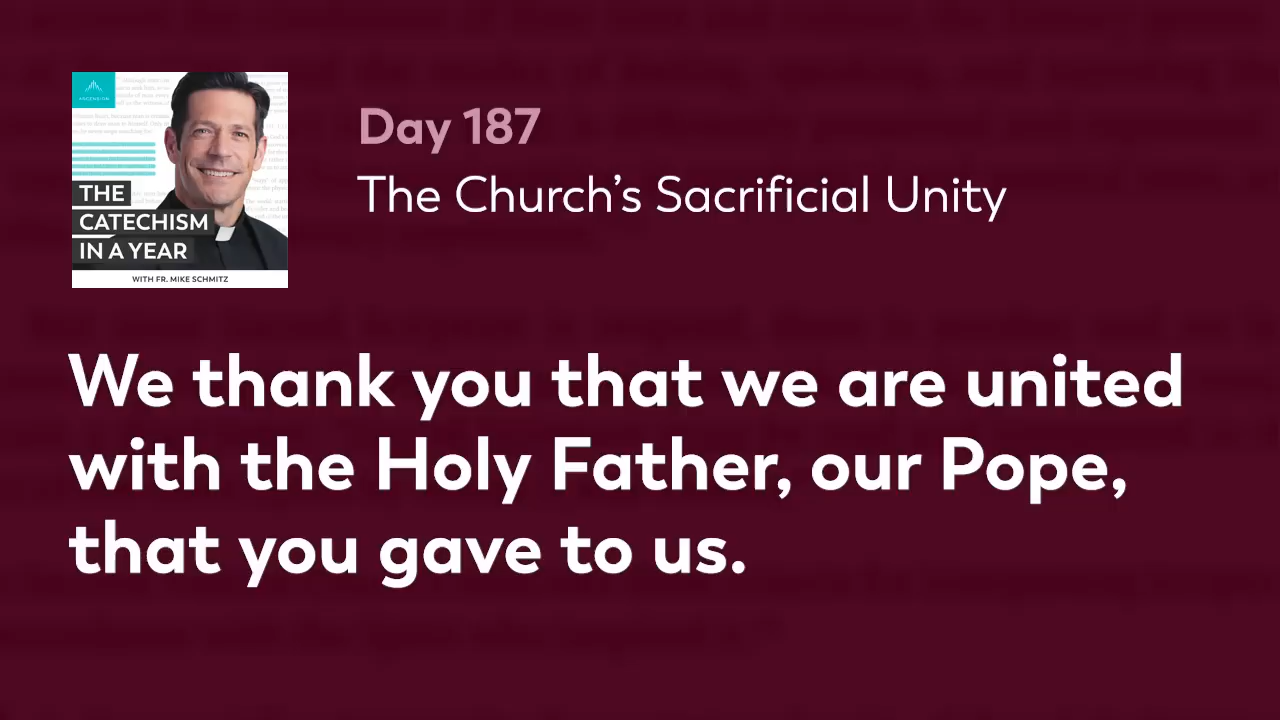 Day 187
The Church’s Sacrificial Unity
ASCENSION
THE
CATECHISM
IN A YEAR
WITH FR. MIKE SCHMITZ
We thank you that we are united
with the Holy Father, our Pope,
that you gave to us.